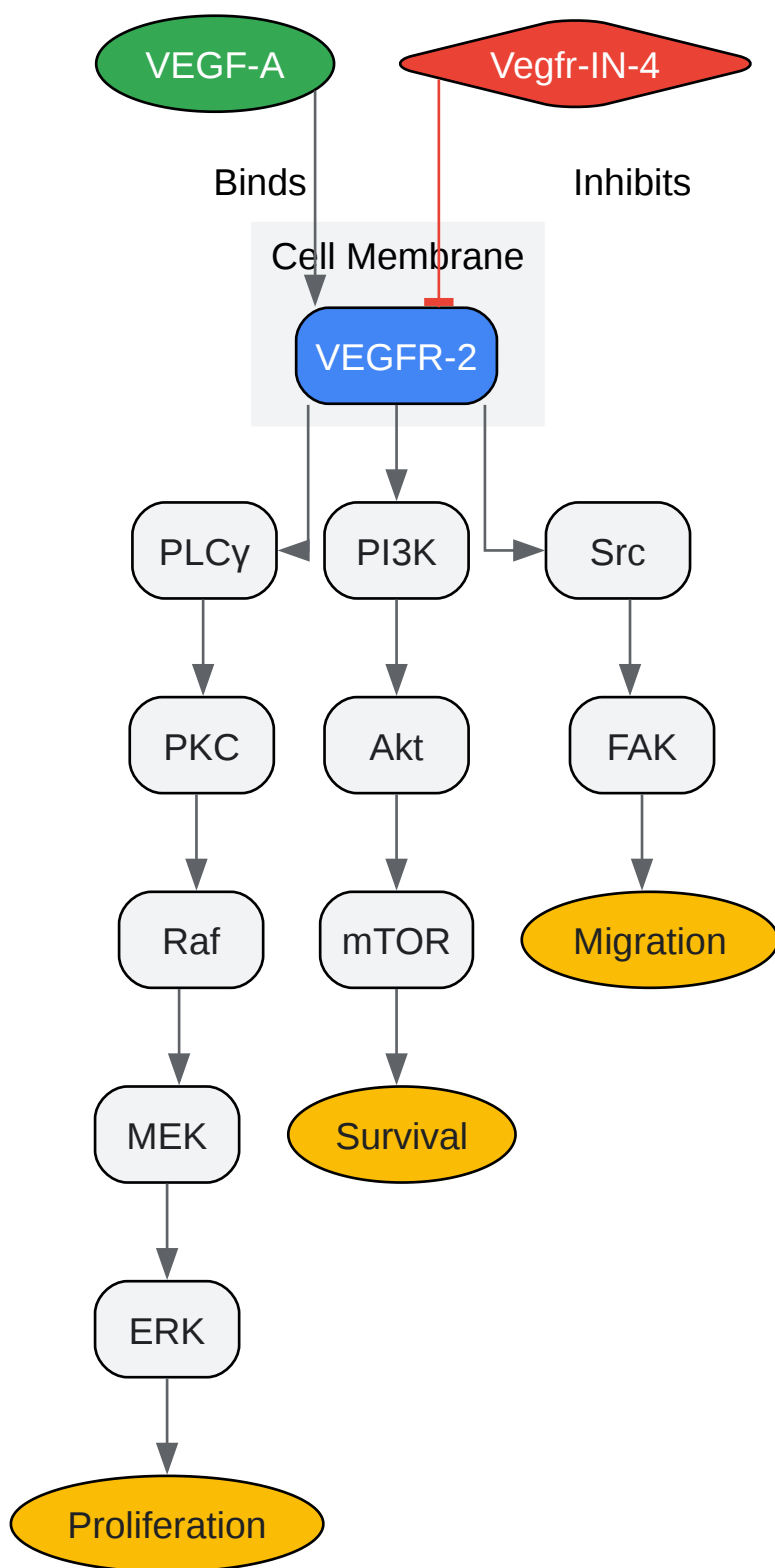 VEGF-A
Vegfr-IN-4
Binds
Inhibits
Cell Membrane
VEGFR-2
PLCγ
PI3K
Src
PKC
Akt
FAK
Raf
mTOR
Migration
MEK
Survival
ERK
Proliferation